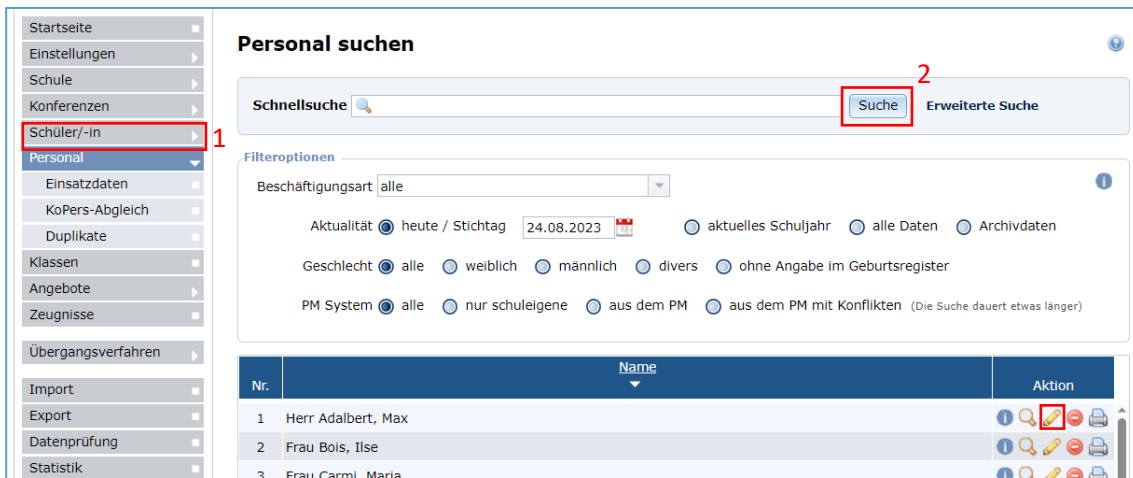 Startseite
Einstellungen
Schule
Konferenzen
Schüler/-in
1
Personal
Einsatzdaten
KoPers-Abgleich
Duplikate
Klassen
Angebote
Zeugnisse
Übergangsverfahren
Import
Export
Datenprüfung
Statistik
Personal suchen
2
Schnellsuche Suche Erweiterte Suche
Filteroptionen
Beschäftigungsart alle
Aktualität heute / Stichtag 24.08.2023 aktuelles Schuljahr alle Daten Archivdaten
Geschlecht alle weiblich männlich divers ohne Angabe im Geburtsregister
PM System alle nur schuleigene aus dem PM aus dem PM mit Konflikten (Die Suche dauert etwas länger)
Nr. Name Aktion
1 Herr Adalbert, Max
2 Frau Bois, Ilse
3 Frau Carmi, Maria